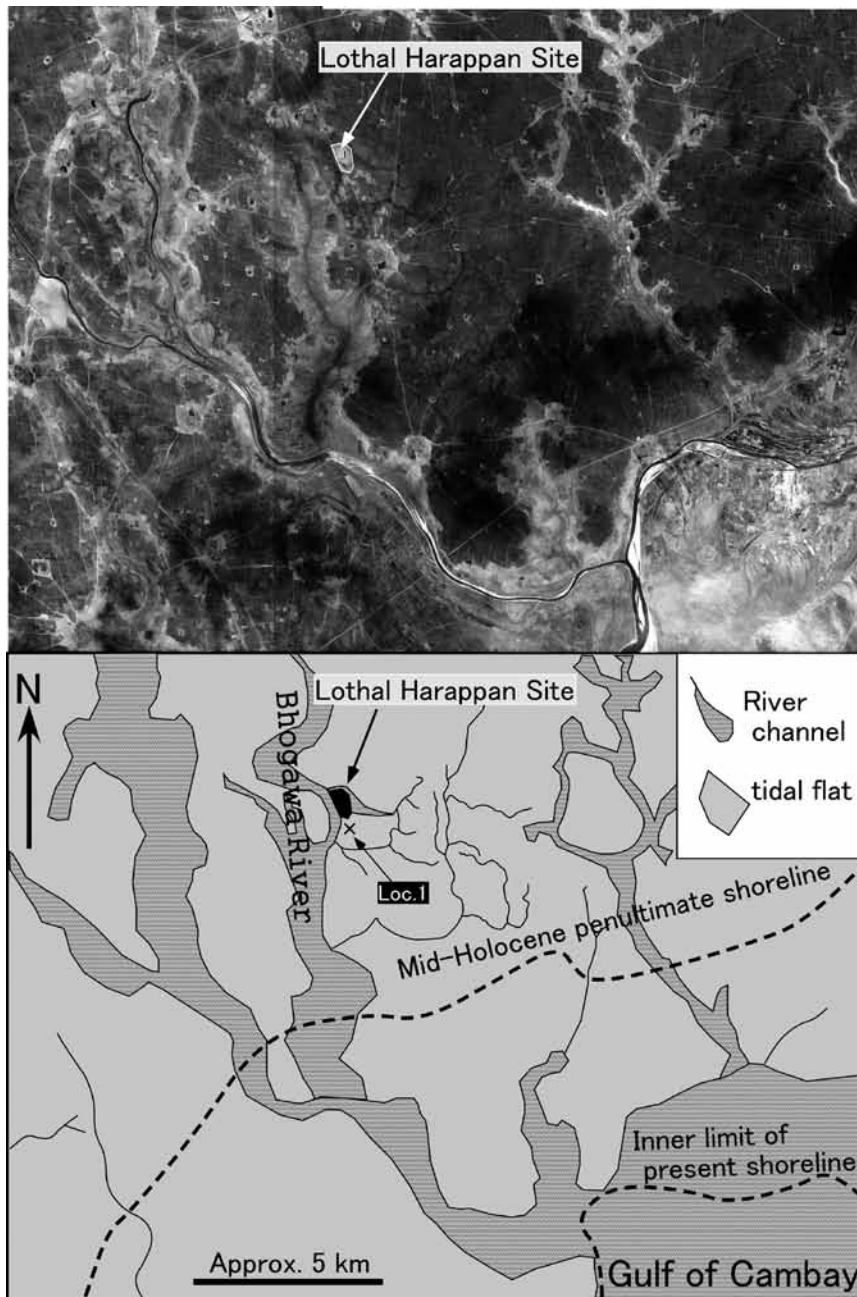 Lothal Harappan Site
N
Lothal Harappan Site
Bhogawa River
River
channel
tidal flat
Loc.1
Mid-Holocene penultimate shoreline
Inner limit of
present shoreline
Approx. 5 km
Gulf of Cambay